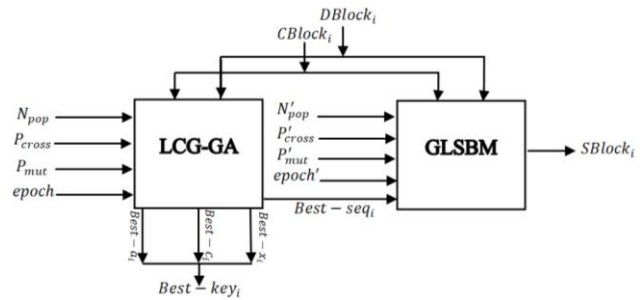 DBlock_i
CBlock_i
N_pop
P_cross
P_mut
epoch
LCG-GA
N'_pop
P'_cross
P'_mut
epoch'
GLSBM
SBlock_i
Best-seq_i
Best-a_i
Best-c_i
Best-x_i
Best-key_i